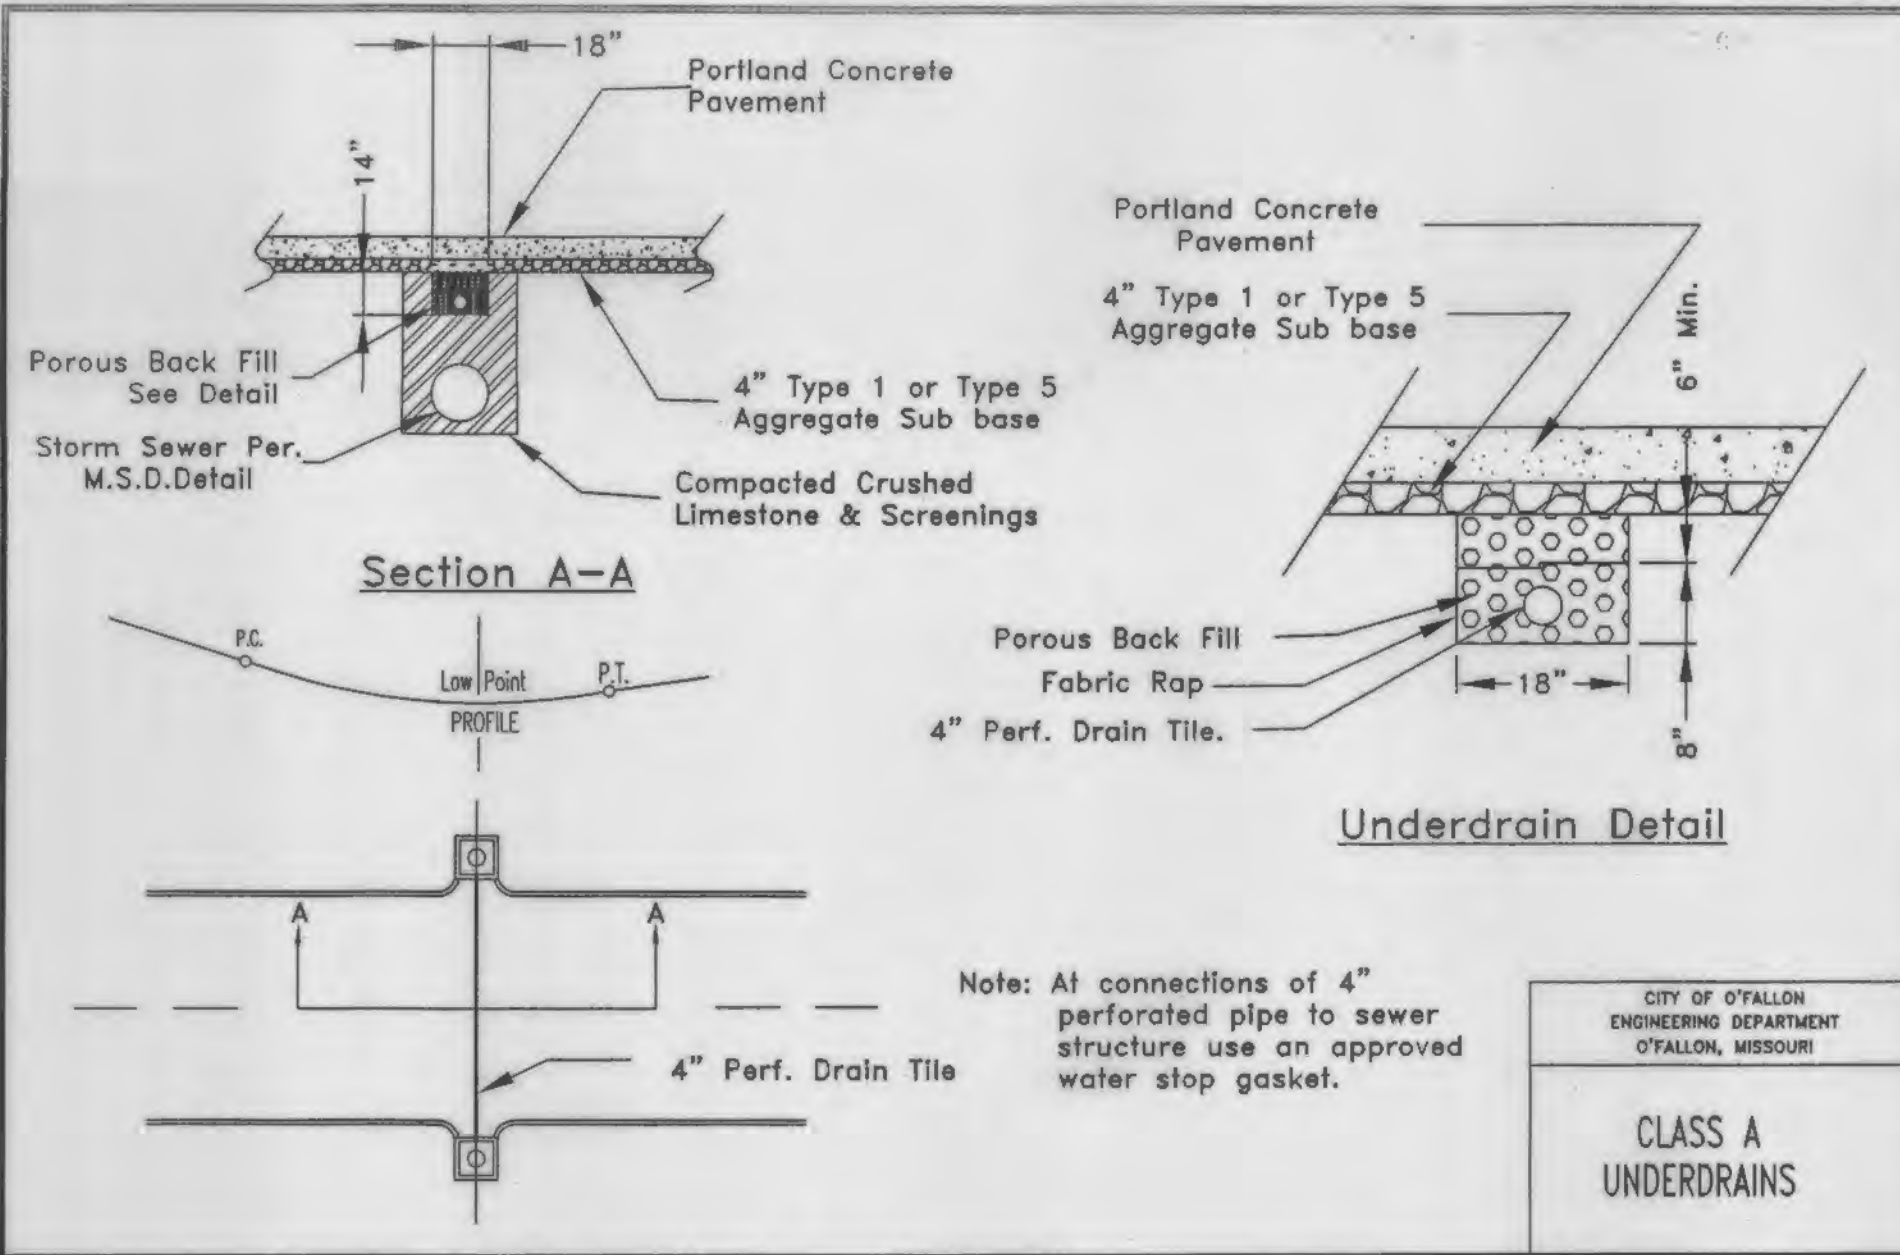 18"
Portland Concrete
Pavement
14"
Porous Back Fill
See Detail
Storm Sewer Per.
M.S.D.Detail
4" Type 1 or Type 5
Aggregate Sub base
Compacted Crushed
Limestone & Screenings
Section A-A
P.C.
Low Point
P.T.
PROFILE
A
A
4" Perf. Drain Tile
Portland Concrete
Pavement
4" Type 1 or Type 5
Aggregate Sub base
6" Min.
Porous Back Fill
Fabric Rap
4" Perf. Drain Tile.
18"
8"
Underdrain Detail
Note: At connections of 4"
perforated pipe to sewer
structure use an approved
water stop gasket.
CITY OF O'FALLON
ENGINEERING DEPARTMENT
O'FALLON, MISSOURI
CLASS A
UNDERDRAINS